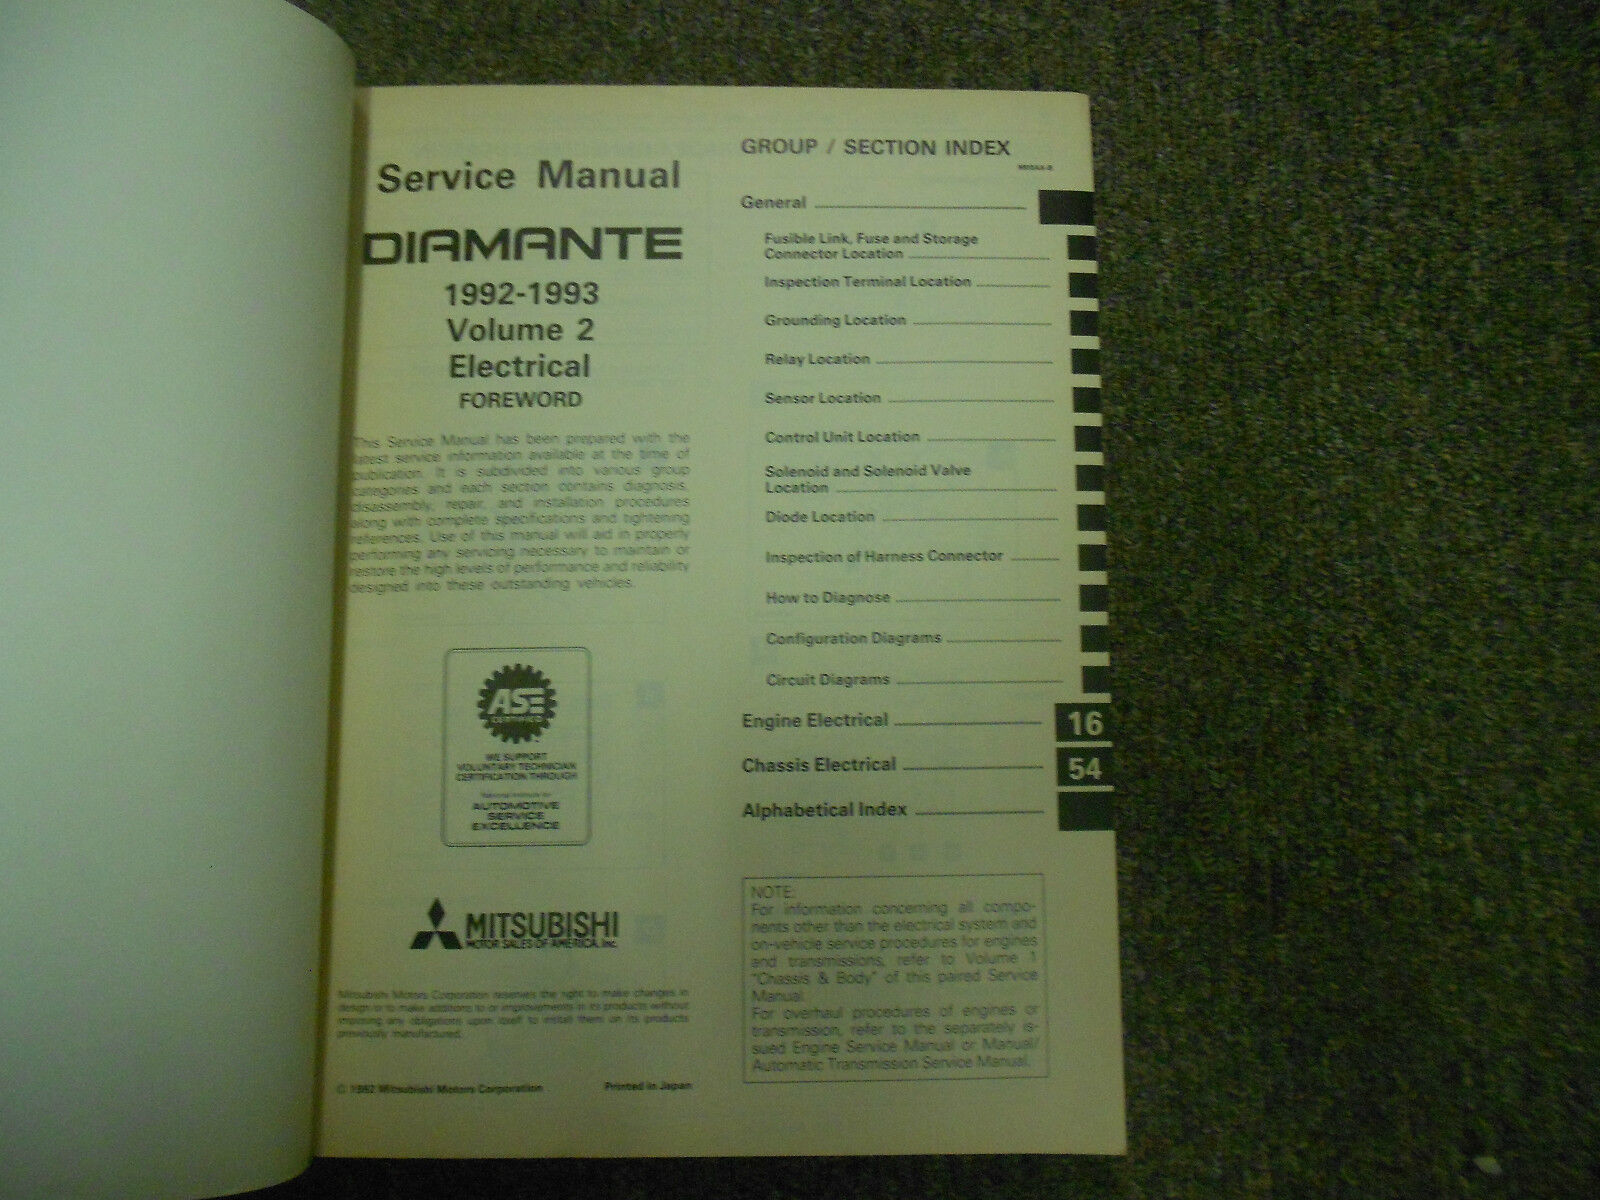 Service Manual
DIAMANTE
1992-1993
Volume 2
Electrical
FOREWORD
This Service Manual has been prepared with the
latest service information available at the time of
publication. It is subdivided into various group
categories and each section contains diagnosis,
disassembly, repair, and installation procedures
along with complete specifications and tightening
references. Use of this manual will aid in properly
performing any servicing necessary to maintain or
restore the high levels of performance and reliability
designed into these outstanding vehicles.
ASE
CERTIFIED
WE SUPPORT
VOLUNTARY TECHNICIAN
CERTIFICATION THROUGH
National Institute for
AUTOMOTIVE
SERVICE
EXCELLENCE
MITSUBISHI
MOTOR SALES OF AMERICA, Inc.
Mitsubishi Motors Corporation reserves the right to make changes in
design or to make additions to or improvements in its products without
imposing any obligations upon itself to install them on its products
previously manufactured.
© 1992 Mitsubishi Motors Corporation Printed in Japan
GROUP / SECTION INDEX
General
Fusible Link, Fuse and Storage
Connector Location
Inspection Terminal Location
Grounding Location
Relay Location
Sensor Location
Control Unit Location
Solenoid and Solenoid Valve
Location
Diode Location
Inspection of Harness Connector
How to Diagnose
Configuration Diagrams
Circuit Diagrams
Engine Electrical 16
Chassis Electrical 54
Alphabetical Index
NOTE:
For information concerning all compo-
nents other than the electrical system and
on-vehicle service procedures for engines
and transmissions, refer to Volume 1
"Chassis & Body" of this paired Service
Manual.
For overhaul procedures of engines or
transmission, refer to the separately is-
sued Engine Service Manual or Manual/
Automatic Transmission Service Manual.